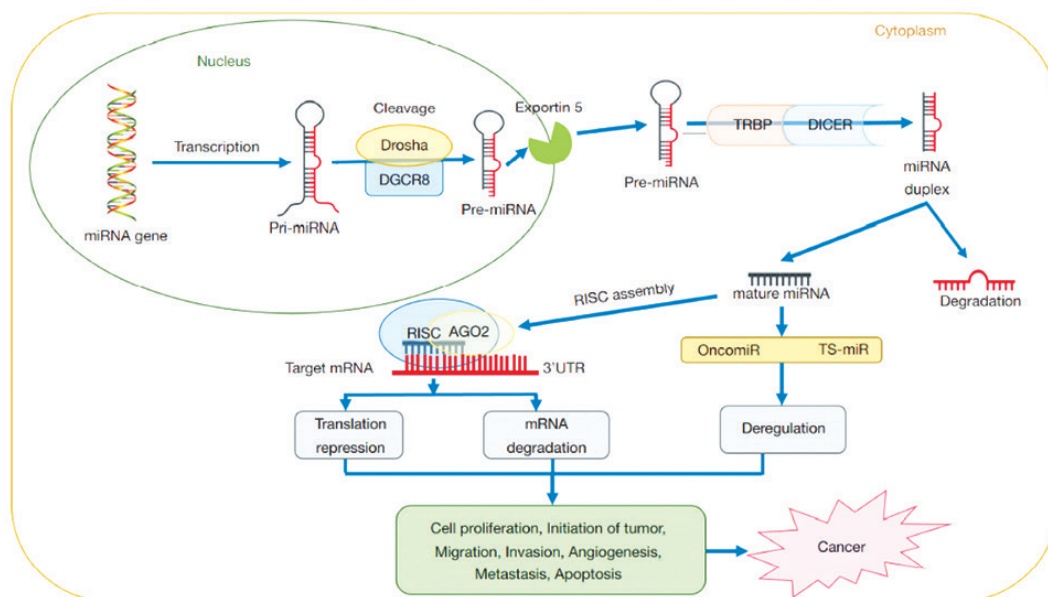 Cytoplasm
Nucleus
Cleavage
Exportin 5
Transcription
Drosha
DGCR8
TRBP
DICER
miRNA gene
Pri-miRNA
Pre-miRNA
Pre-miRNA
miRNA
duplex
RISC assembly
mature miRNA
Degradation
RISC
AGO2
OncomiR
TS-miR
Target mRNA
3'UTR
Translation
repression
mRNA
degradation
Deregulation
Cell proliferation, Initiation of tumor,
Migration, Invasion, Angiogenesis,
Metastasis, Apoptosis
Cancer